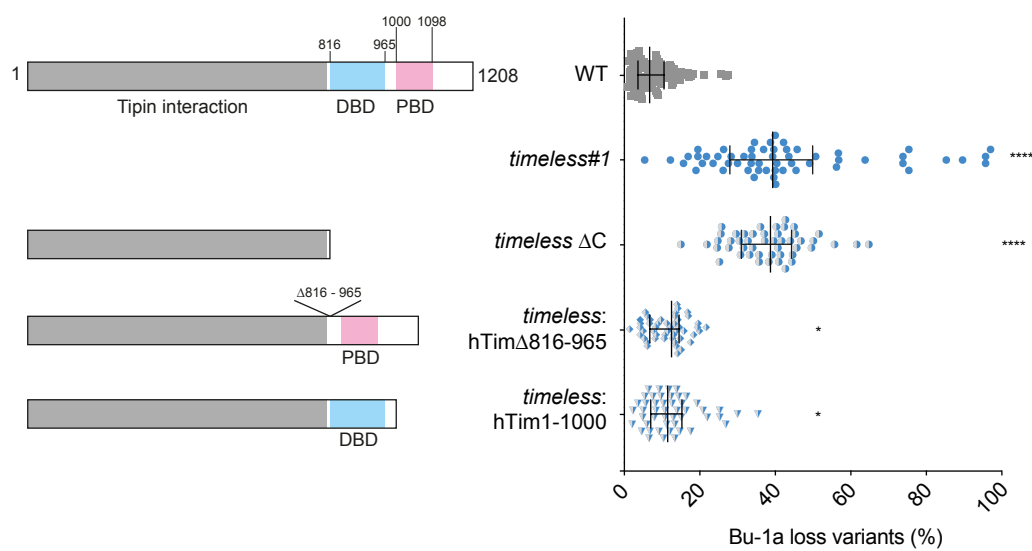 1000 1098
816 965
1 1208
Tipin interaction DBD PBD
WT
timeless#1 ****
timeless ΔC ****
Δ816 - 965
PBD
timeless:
hTimΔ816-965 *
DBD
timeless:
hTim1-1000 *
0 20 40 60 80 100
Bu-1a loss variants (%)